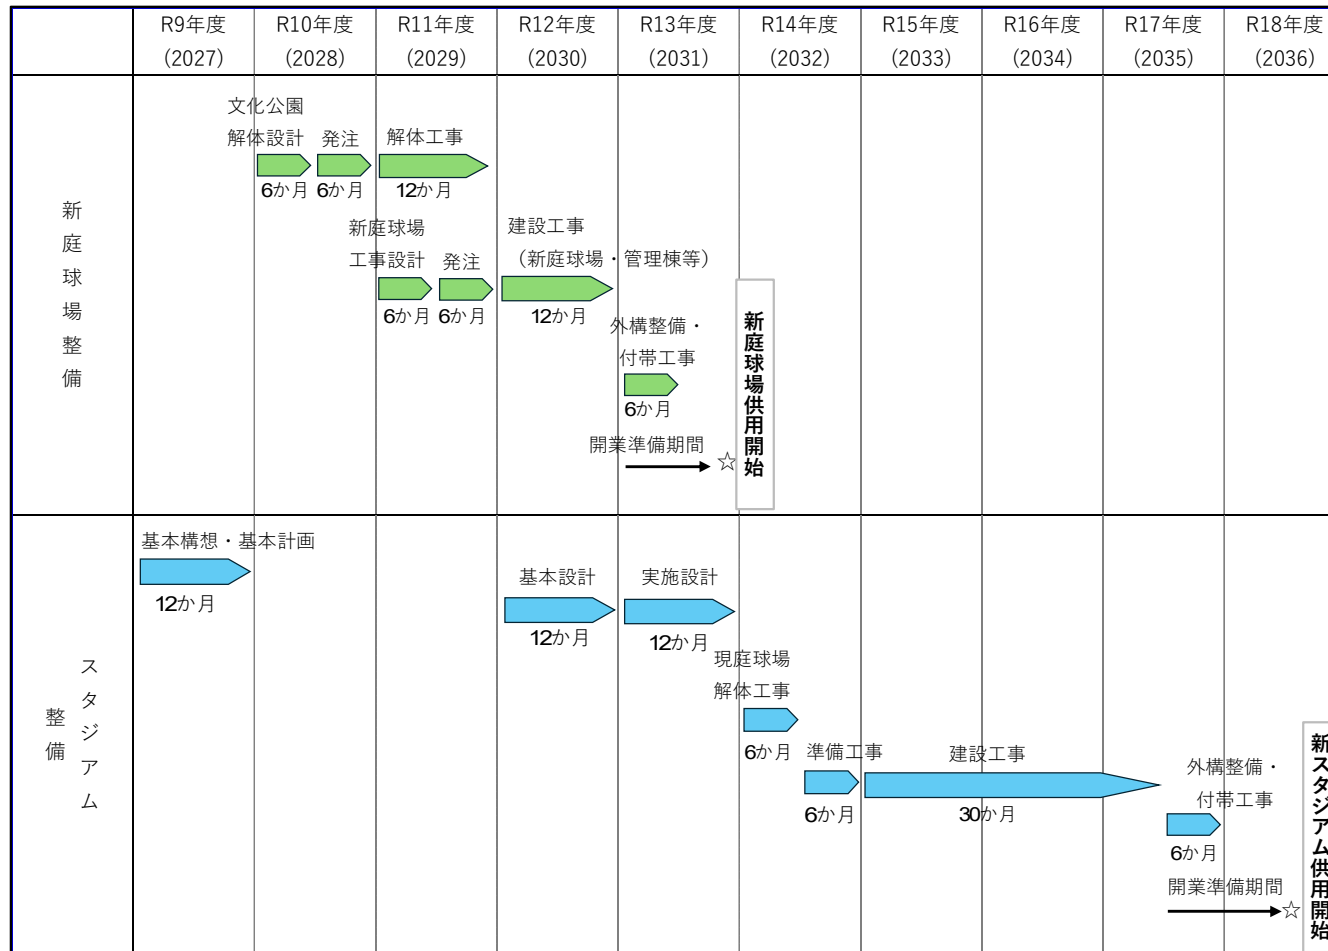 R9年度 R10年度 R11年度 R12年度 R13年度 R14年度 R15年度 R16年度 R17年度 R18年度
(2027) (2028) (2029) (2030) (2031) (2032) (2033) (2034) (2035) (2036)
新庭球場整備
文化公園
解体設計 発注 解体工事
6か月 6か月 12か月
新庭球場 建設工事
工事設計 発注 （新庭球場・管理棟等）
6か月 6か月 12か月
外構整備・
付帯工事
6か月
開業準備期間
☆
新庭球場供用開始
スタジアム
整備
基本構想・基本計画
12か月
基本設計 実施設計
12か月 12か月
現庭球場
解体工事
6か月
準備工事 建設工事
6か月 30か月
外構整備・
付帯工事
6か月
開業準備期間
☆
新スタジアム供用開始